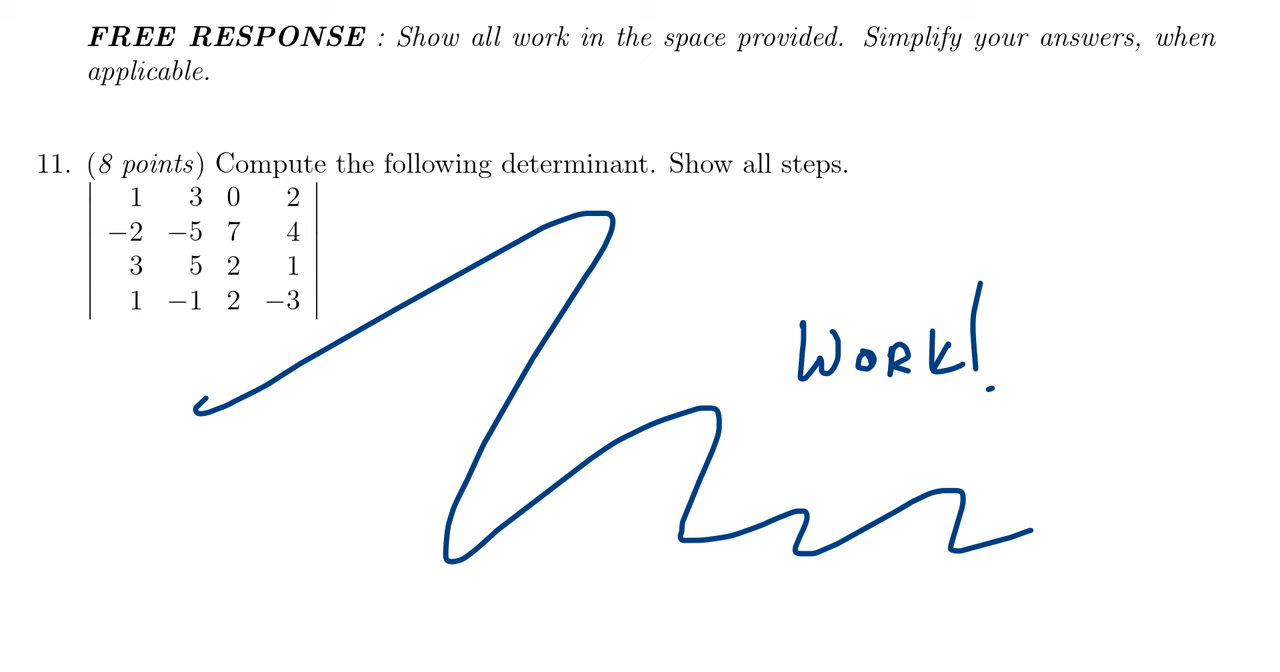 FREE RESPONSE : Show all work in the space provided. Simplify your answers, when
applicable.
11. (8 points) Compute the following determinant. Show all steps.
1 3 0 2
−2 −5 7 4
3 5 2 1
1 −1 2 −3
WORK!